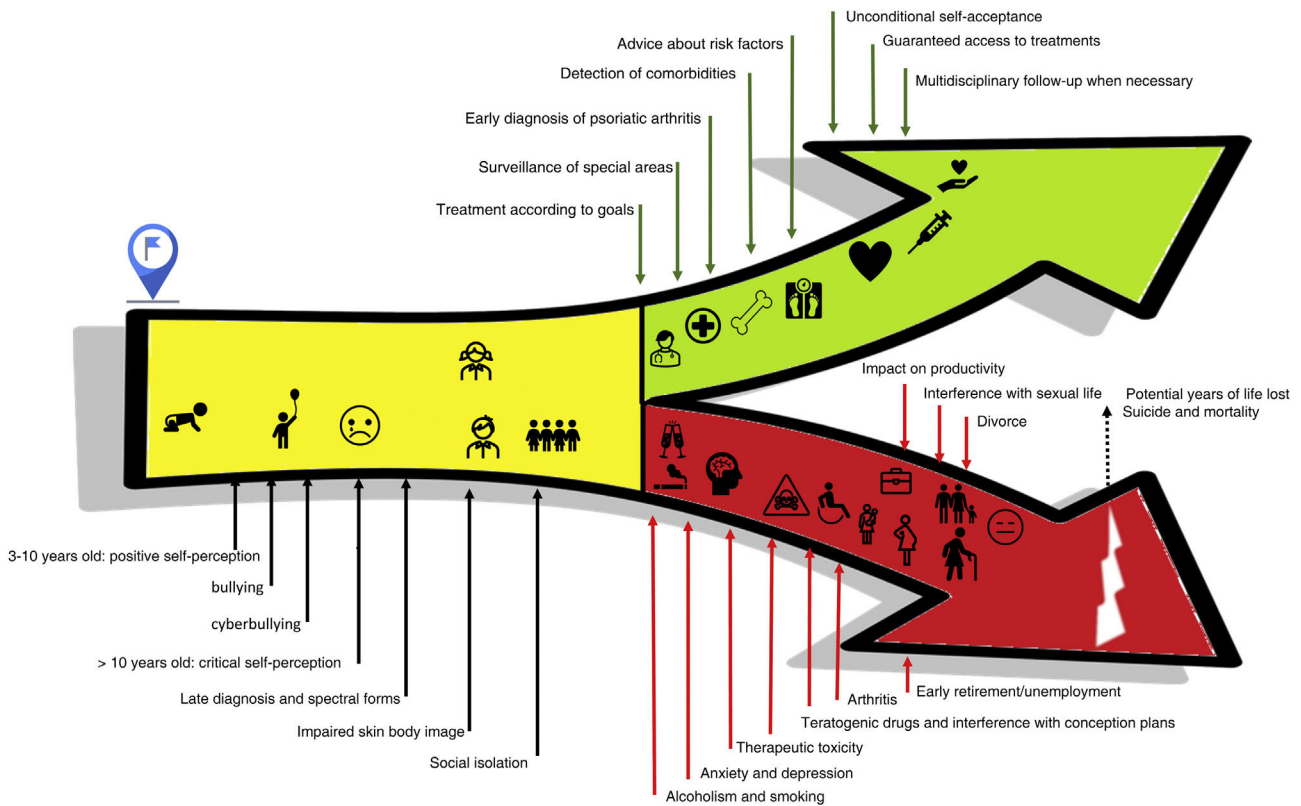 Unconditional self-acceptance
Guaranteed access to treatments
Advice about risk factors
Detection of comorbidities
Multidisciplinary follow-up when necessary
Early diagnosis of psoriatic arthritis
Surveillance of special areas
Treatment according to goals
Impact on productivity
Interference with sexual life
Divorce
Potential years of life lost
Suicide and mortality
3-10 years old: positive self-perception
bullying
cyberbullying
> 10 years old: critical self-perception
Late diagnosis and spectral forms
Impaired skin body image
Social isolation
Early retirement/unemployment
Arthritis
Teratogenic drugs and interference with conception plans
Therapeutic toxicity
Anxiety and depression
Alcoholism and smoking